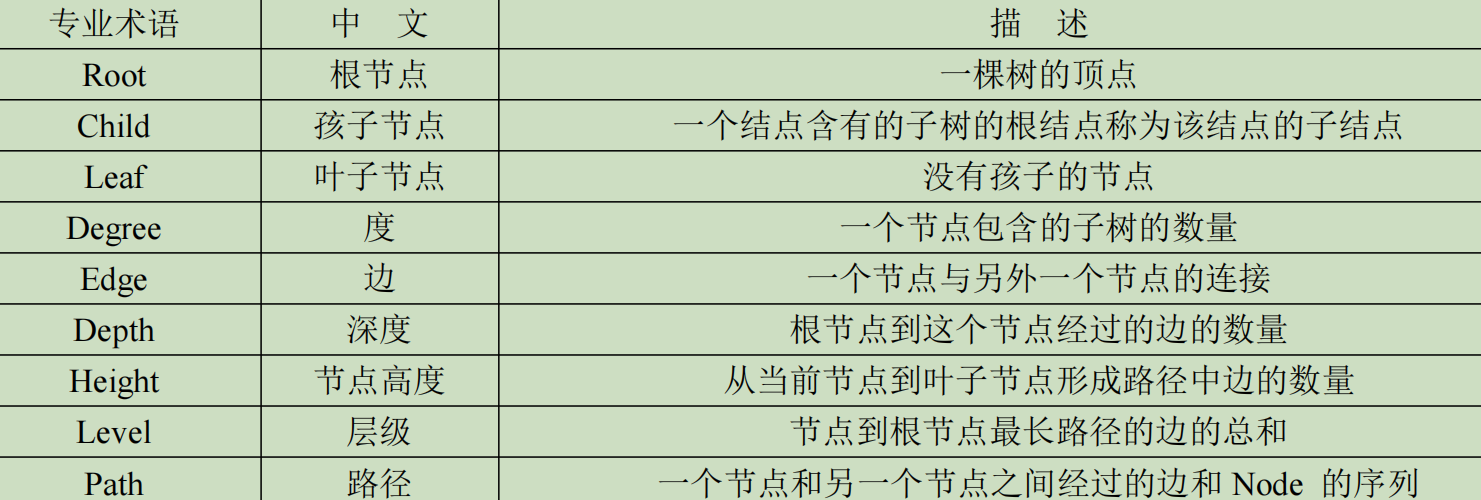 专业术语 中 文 描 述
Root 根节点 一棵树的顶点
Child 孩子节点 一个结点含有的子树的根结点称为该结点的子结点
Leaf 叶子节点 没有孩子的节点
Degree 度 一个节点包含的子树的数量
Edge 边 一个节点与另外一个节点的连接
Depth 深度 根节点到这个节点经过的边的数量
Height 节点高度 从当前节点到叶子节点形成路径中边的数量
Level 层级 节点到根节点最长路径的边的总和
Path 路径 一个节点和另一个节点之间经过的边和 Node 的序列